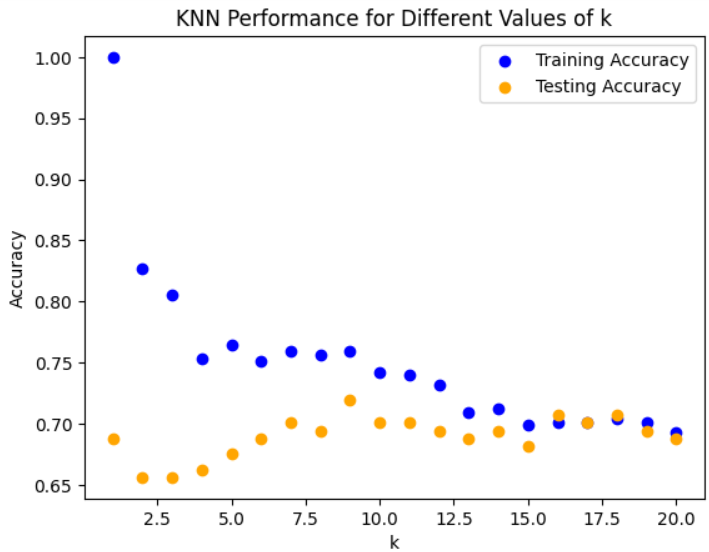 KNN Performance for Different Values of k
Training Accuracy
Testing Accuracy
1.00
0.95
0.90
0.85
0.80
0.75
0.70
0.65
Accuracy
2.5 5.0 7.5 10.0 12.5 15.0 17.5 20.0
k